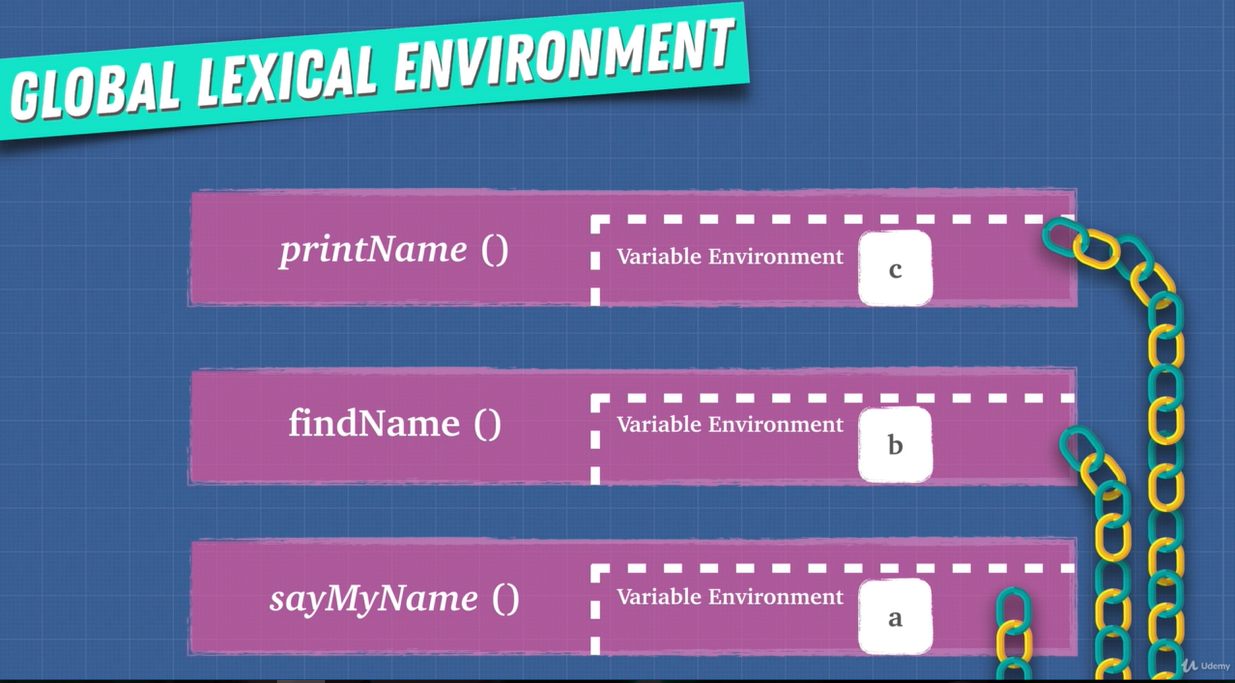 GLOBAL LEXICAL ENVIRONMENT
printName ()
Variable Environment
c
findName ()
Variable Environment
b
sayMyName ()
Variable Environment
a
Udemy